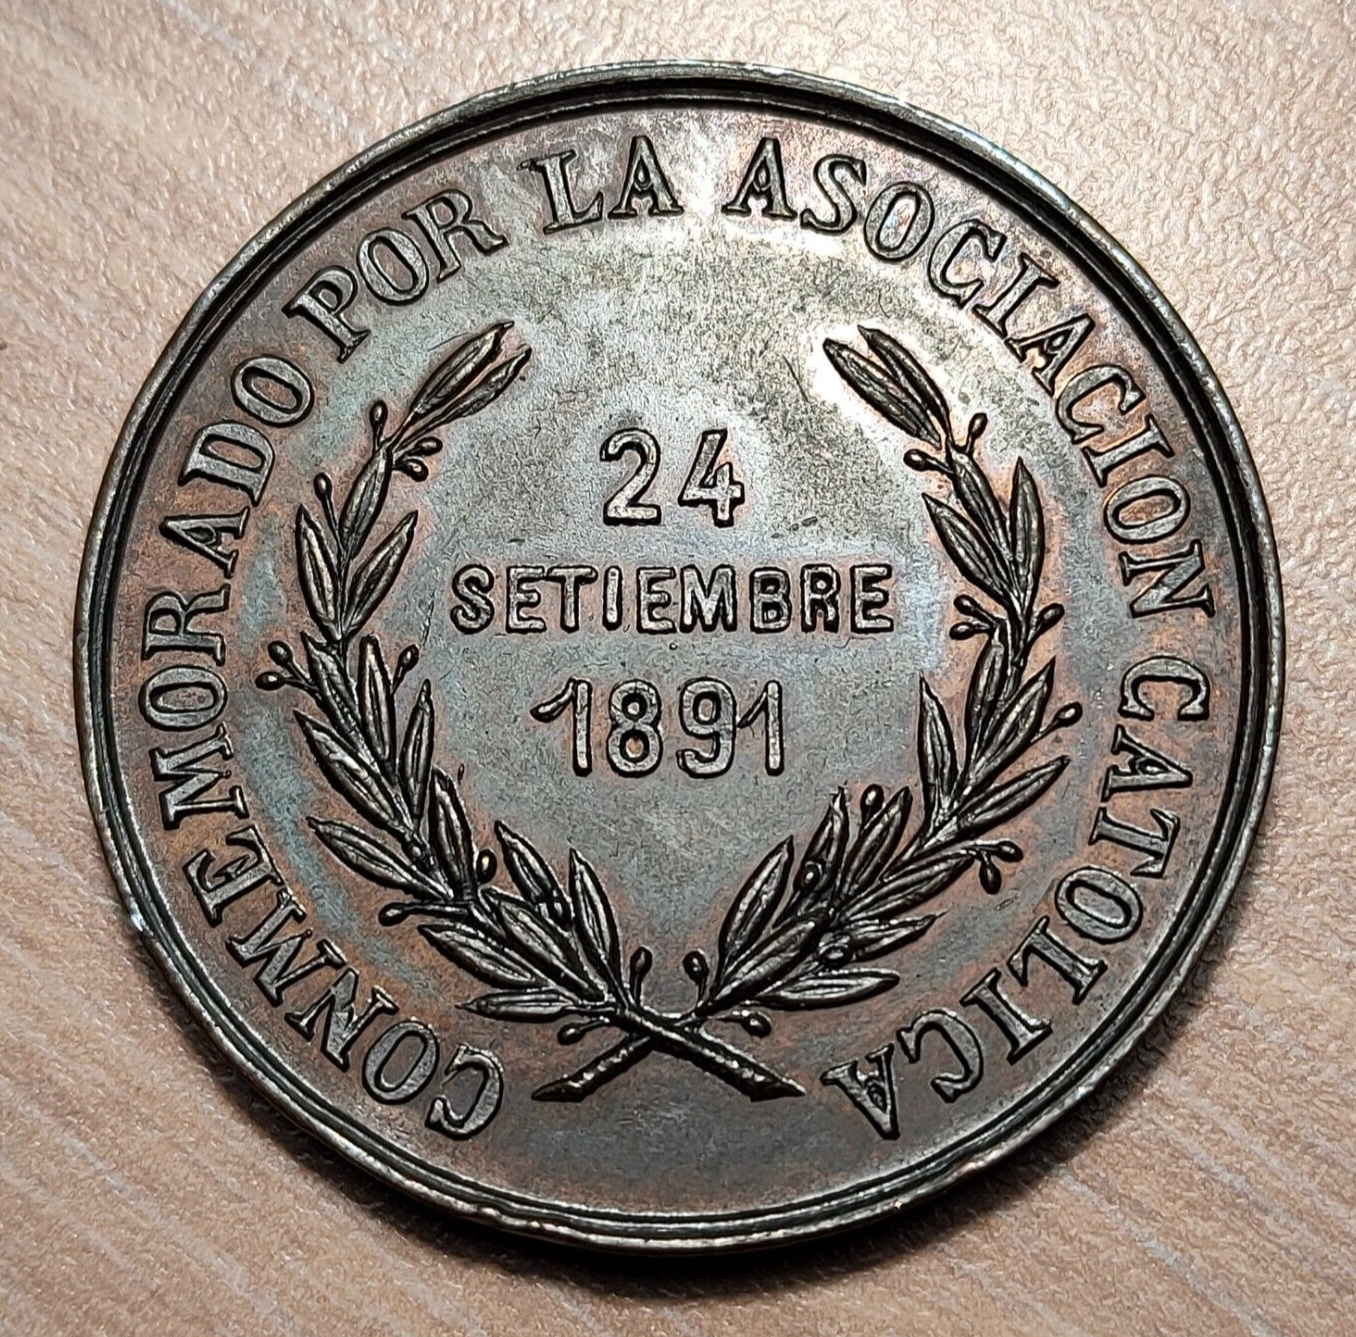 CONMEMORADO POR LA ASOCIACION CATOLICA
24
SETIEMBRE
1891